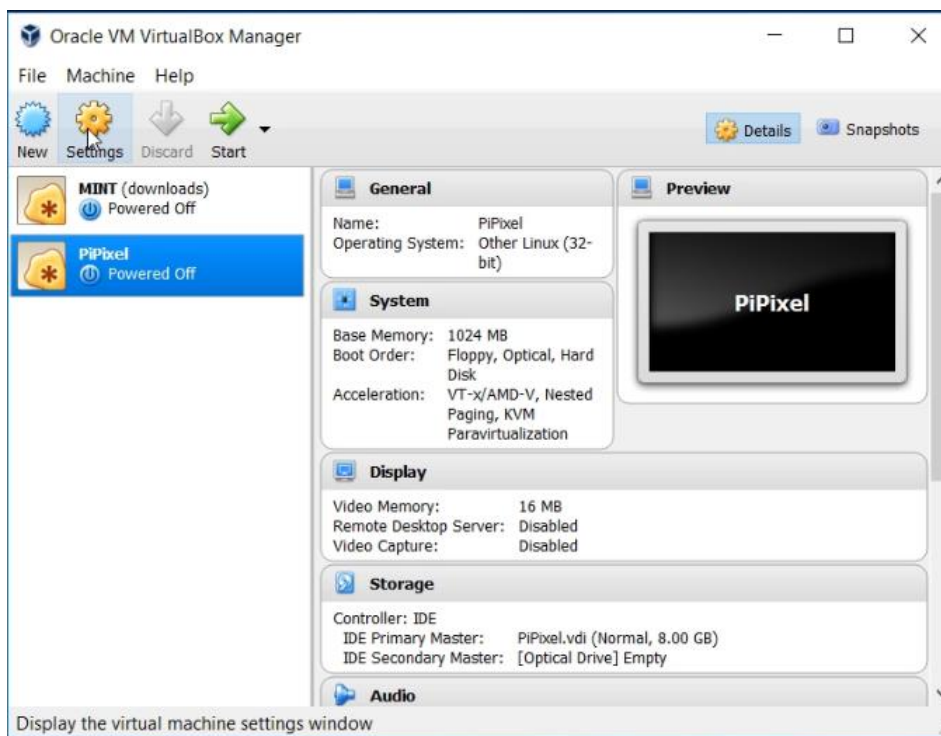 Oracle VM VirtualBox Manager
File Machine Help
New Settings Discard Start
Details Snapshots
MINT (downloads)
Powered Off
PiPixel
Powered Off
General
Name: PiPixel
Operating System: Other Linux (32-
bit)
Preview
PiPixel
System
Base Memory: 1024 MB
Boot Order: Floppy, Optical, Hard
Disk
Acceleration: VT-x/AMD-V, Nested
Paging, KVM
Paravirtualization
Display
Video Memory: 16 MB
Remote Desktop Server: Disabled
Video Capture: Disabled
Storage
Controller: IDE
IDE Primary Master: PiPixel.vdi (Normal, 8.00 GB)
IDE Secondary Master: [Optical Drive] Empty
Audio
Display the virtual machine settings window